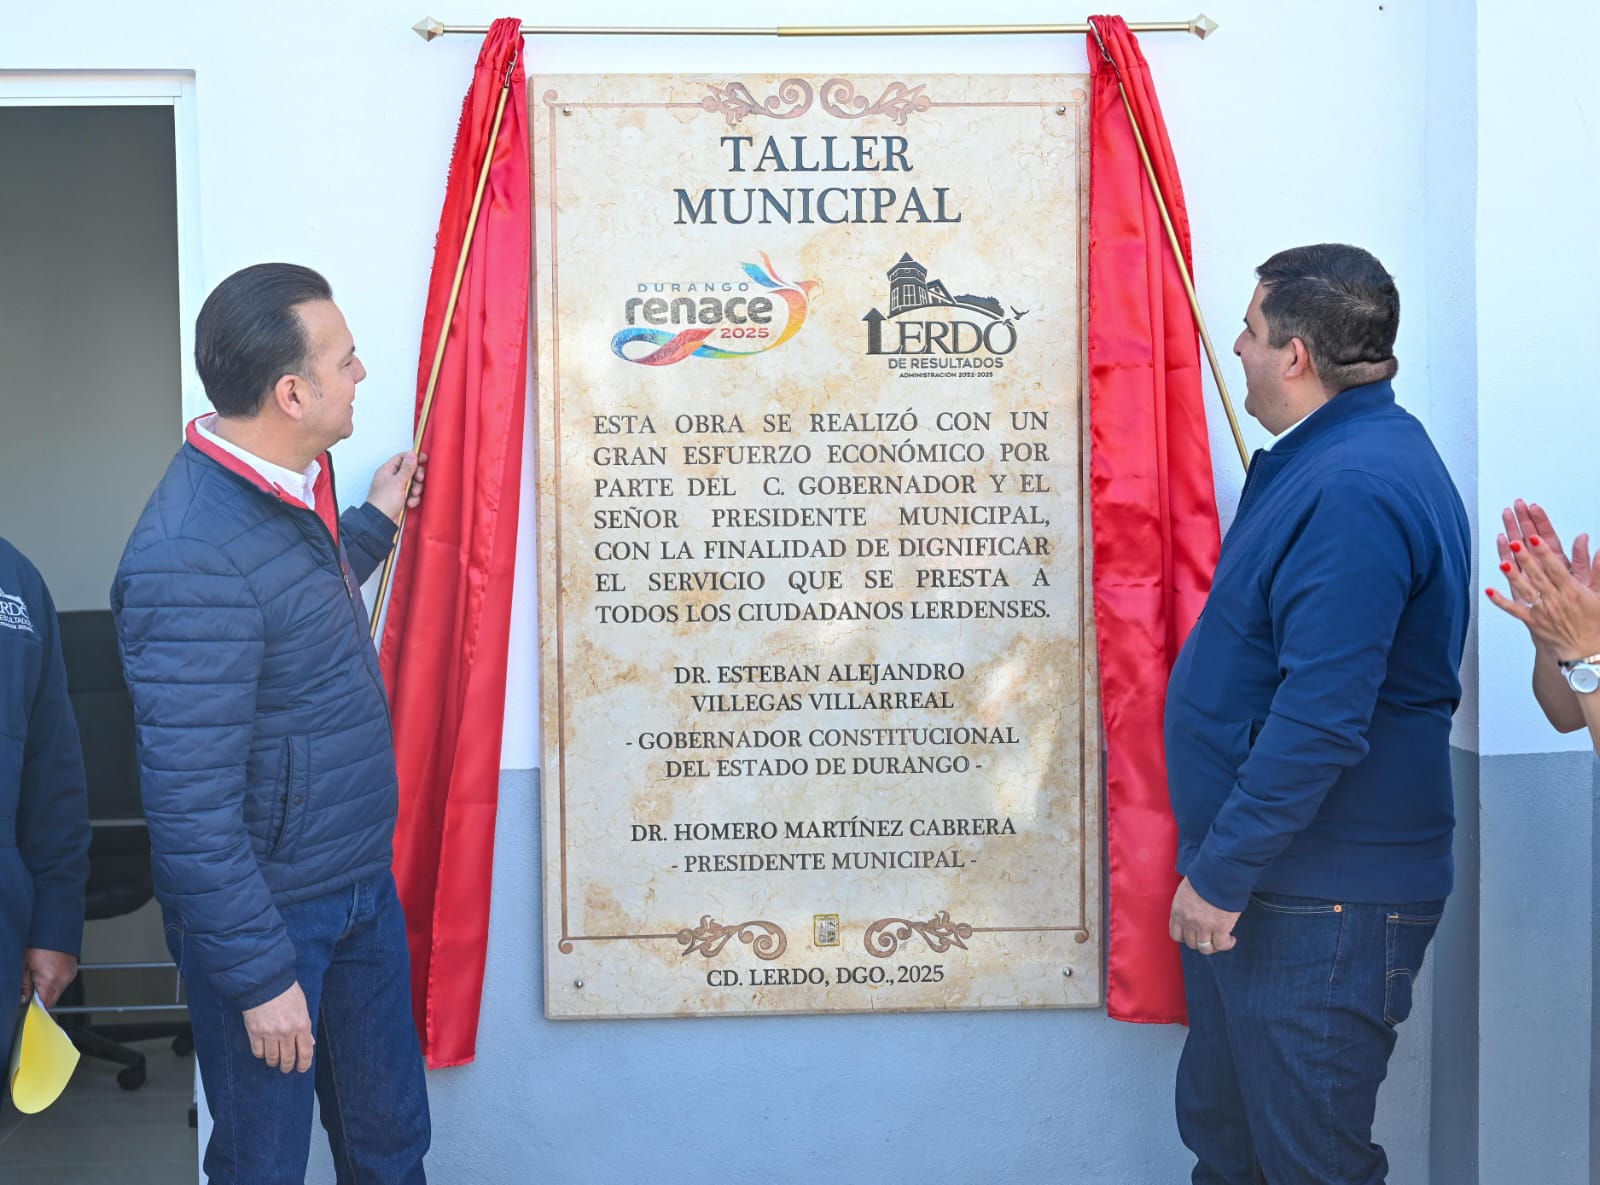 TALLER
MUNICIPAL
DURANGO
renace
2025
LERDO
DE RESULTADOS
ADMINISTRACIÓN 2022-2025
ESTA OBRA SE REALIZÓ CON UN
GRAN ESFUERZO ECONÓMICO POR
PARTE DEL C. GOBERNADOR Y EL
SEÑOR PRESIDENTE MUNICIPAL,
CON LA FINALIDAD DE DIGNIFICAR
EL SERVICIO QUE SE PRESTA A
TODOS LOS CIUDADANOS LERDENSES.
DR. ESTEBAN ALEJANDRO
VILLEGAS VILLARREAL
- GOBERNADOR CONSTITUCIONAL
DEL ESTADO DE DURANGO -
DR. HOMERO MARTÍNEZ CABRERA
- PRESIDENTE MUNICIPAL -
CD. LERDO, DGO., 2025